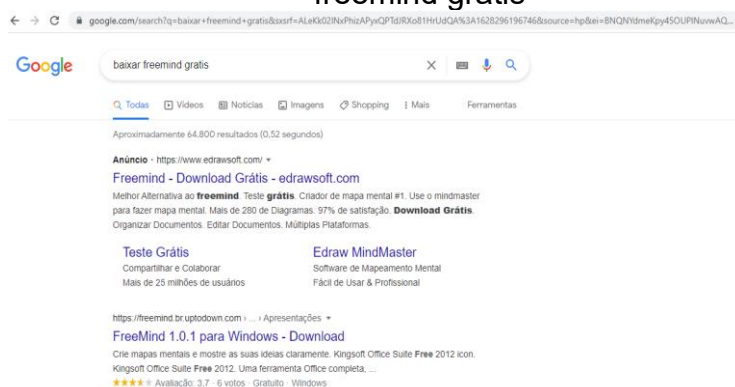 freemind gratis
google.com/search?q=baixar+freemind+gratis&sxsrf=ALeKk02INxPhizAPyxQPTdJRXo81HrUdQA%3A1628296196746&source=hp&ei=BNQNYdmeKpy45OUPINuvwAQ...
Google
baixar freemind gratis
Todas Vídeos Notícias Imagens Shopping Mais Ferramentas
Aproximadamente 64.800 resultados (0,52 segundos)
Anúncio · https://www.edrawsoft.com/
Freemind - Download Grátis - edrawsoft.com
Melhor Alternativa ao freemind. Teste grátis. Criador de mapa mental #1. Use o mindmaster
para fazer mapa mental. Mais de 280 de Diagramas. 97% de satisfação. Download Grátis.
Organizar Documentos. Editar Documentos. Múltiplas Plataformas.
Teste Grátis Edraw MindMaster
Compartilhar e Colaborar Software de Mapeamento Mental
Mais de 25 milhões de usuários Fácil de Usar & Profissional
https://freemind.br.uptodown.com › ... › Apresentações
FreeMind 1.0.1 para Windows - Download
Crie mapas mentais e mostre as suas ideias claramente. Kingsoft Office Suite Free 2012 icon.
Kingsoft Office Suite Free 2012. Uma ferramenta Office completa, ...
Avaliação: 3,7 · 6 votos · Gratuito · Windows